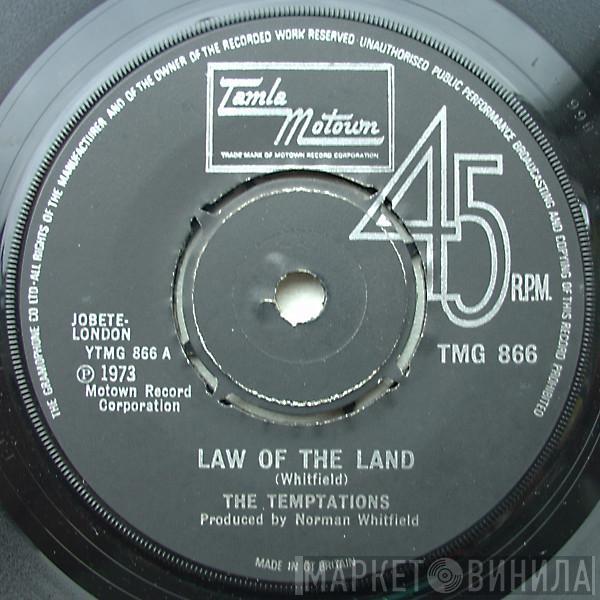 THE GRAMOPHONE CO LTD-ALL RIGHTS OF THE MANUFACTURER AND OF THE OWNER OF THE RECORDED WORK RESERVED UNAUTHORISED PUBLIC PERFORMANCE BROADCASTING AND COPYING OF THIS RECORD PROHIBITED
Tamla
Motown
TRADE MARK OF MOTOWN RECORD CORPORATION
45
R.P.M.
JOBETE-
LONDON
YTMG 866 A
Ⓟ 1973
Motown Record
Corporation
TMG 866
LAW OF THE LAND
(Whitfield)
THE TEMPTATIONS
Produced by Norman Whitfield
MADE IN GT BRITAIN
МАРКЕТ ВИНИЛА